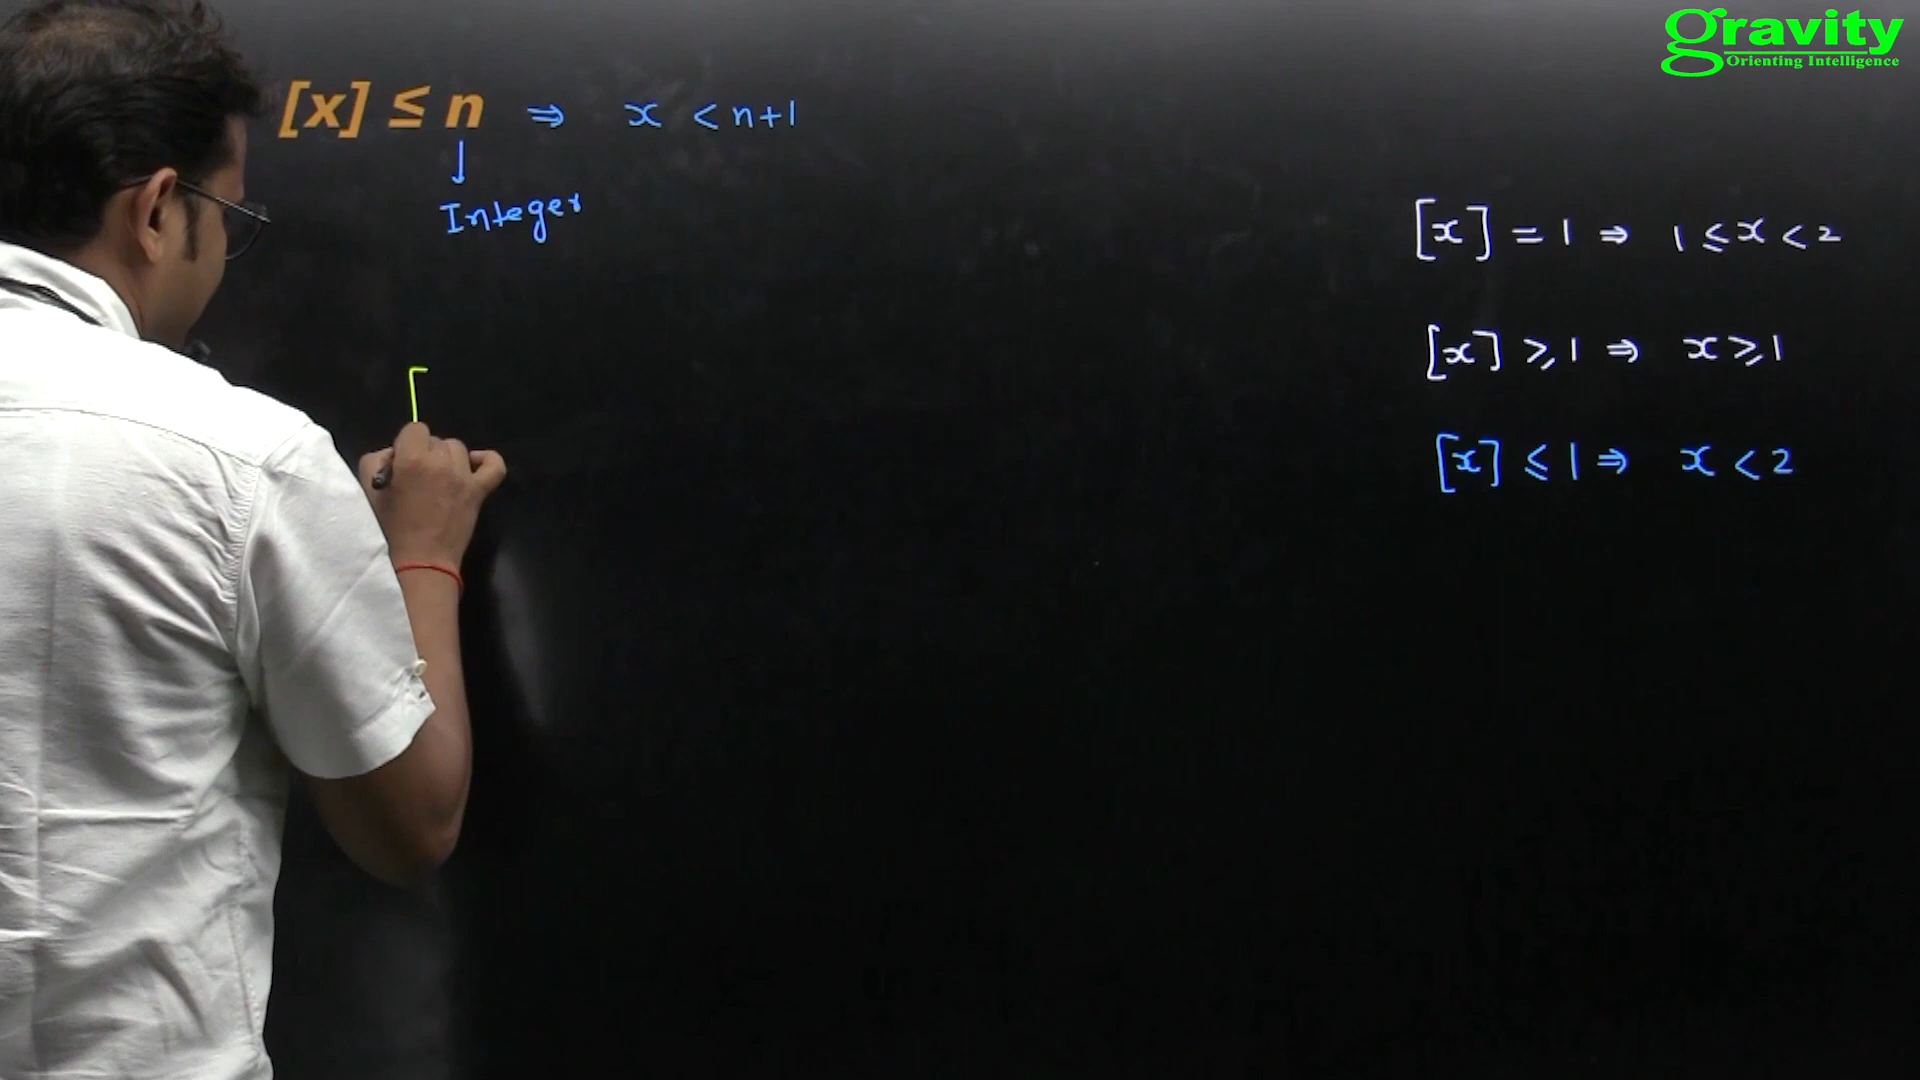 gravity
Orienting Intelligence
[x] ≤ n ⇒ x < n+1
↓
Integer
[x] = 1 ⇒ 1 ≤ x < 2
[x] ≥ 1 ⇒ x ≥ 1
[x] ≤ 1 ⇒ x < 2
[